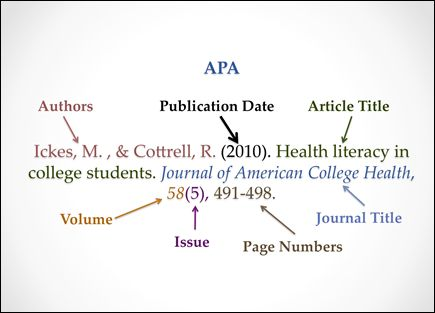 APA
Authors
Publication Date
Article Title
Ickes, M. , & Cottrell, R. (2010). Health literacy in
college students. Journal of American College Health,
58(5), 491-498.
Volume
Issue
Page Numbers
Journal Title